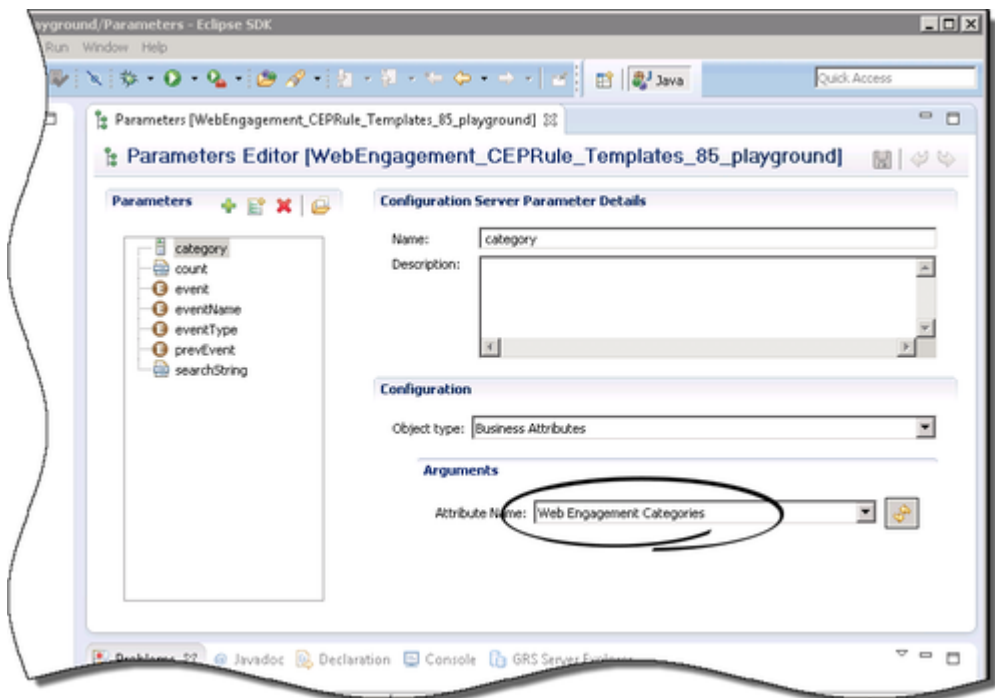 ayground/Parameters - Eclipse SDK
Run Window Help
Java
Quick Access
Parameters [WebEngagement_CEPRule_Templates_85_playground]
Parameters Editor [WebEngagement_CEPRule_Templates_85_playground]
Parameters
category
count
event
eventName
eventType
prevEvent
searchString
Configuration Server Parameter Details
Name: category
Description:
Configuration
Object type: Business Attributes
Arguments
Attribute Name: Web Engagement Categories
Problems Javadoc Declaration Console GRS Server Explorer